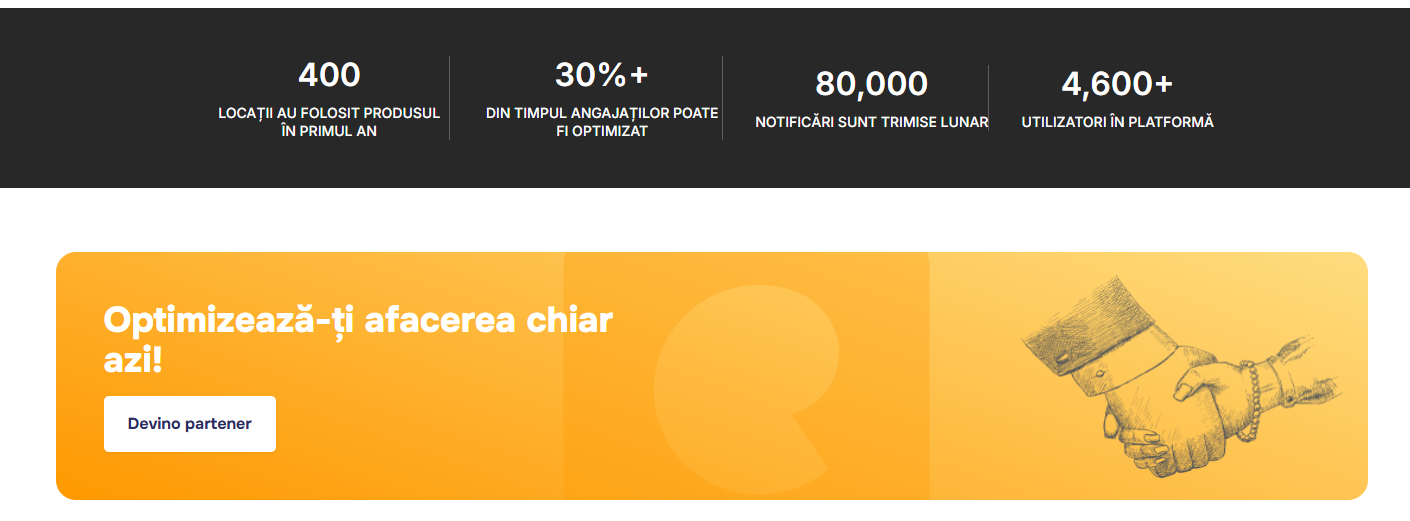 400
LOCAȚII AU FOLOSIT PRODUSUL
ÎN PRIMUL AN
30%+
DIN TIMPUL ANGAJAȚILOR POATE
FI OPTIMIZAT
80,000
NOTIFICĂRI SUNT TRIMISE LUNAR
4,600+
UTILIZATORI ÎN PLATFORMĂ
Optimizează-ți afacerea chiar
azi!
Devino partener